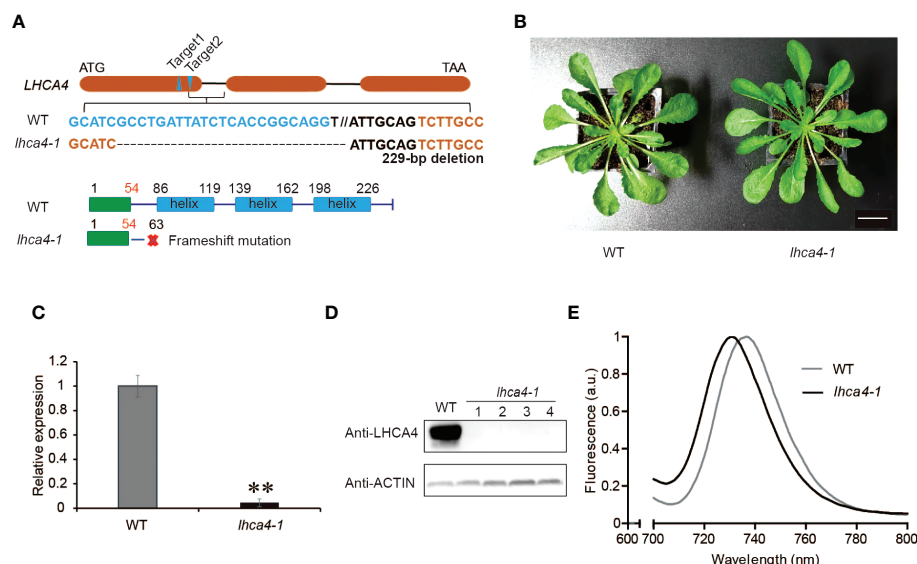 A
Target1
Target2
ATG
TAA
LHCA4
WT GCATCGCCTGATTATCTCACCGGCAGGT//ATTGCAGTCTTGCC
lhca4-1 GCATC----------------------------------ATTGCAGTCTTGCC
229-bp deletion
1 54 86 119 139 162 198 226
WT helix helix helix
1 54 63
lhca4-1 Frameshift mutation
B
WT lhca4-1
C
Relative expression
1.2
1
0.8
0.6
0.4
0.2
0
**
WT lhca4-1
D
lhca4-1
WT 1 2 3 4
Anti-LHCA4
Anti-ACTIN
E
Fluorescence (a.u.)
1
0.8
0.6
0.4
0.2
0
WT
lhca4-1
600 700 720 740 760 780 800
Wavelength (nm)